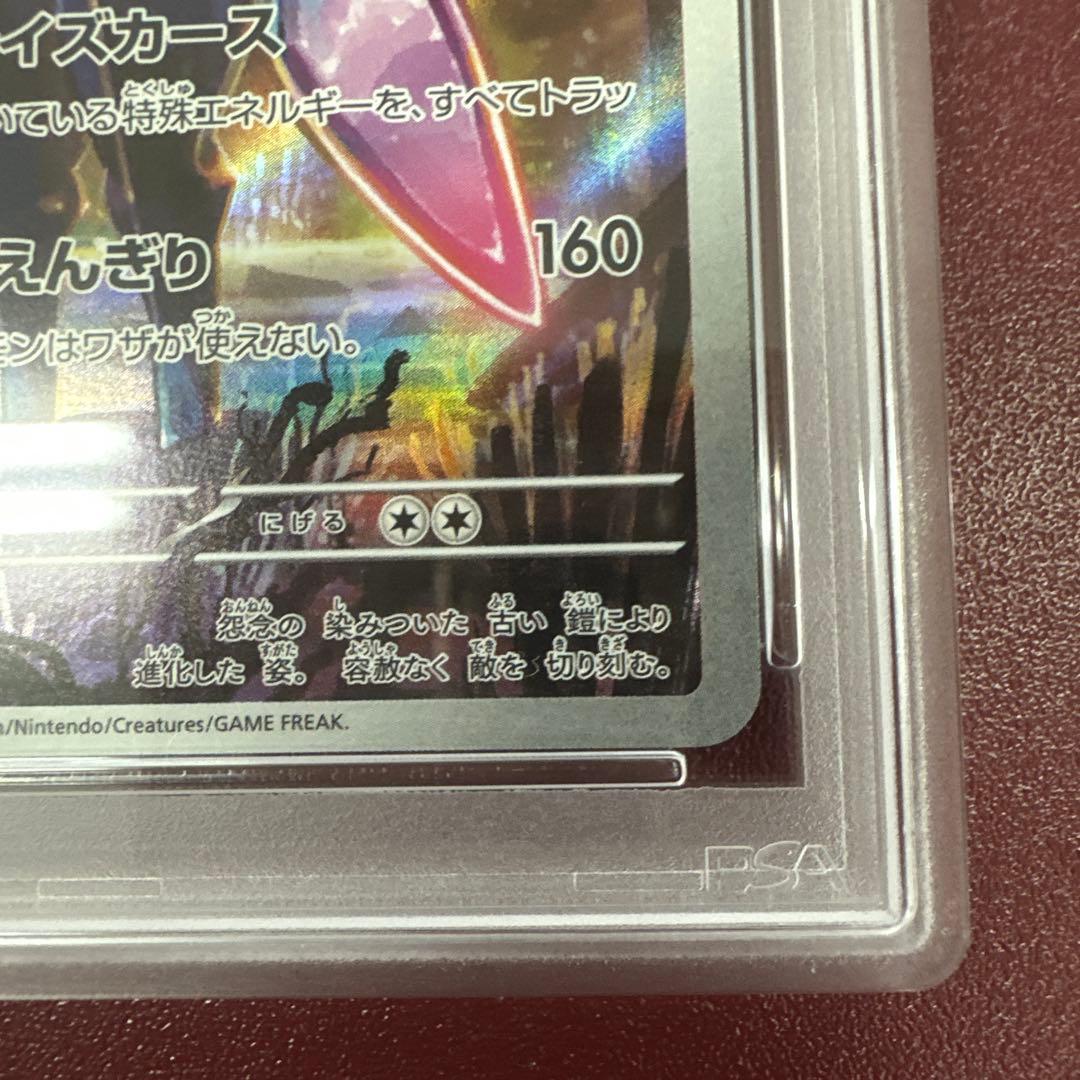 イズカース
いている特殊エネルギーを、すべてトラッ
160
えんぎり
モンはワザが使えない。
にげる
怨念の 染みついた 古い 鎧により
進化した 姿。 容赦なく 敵を 切り刻む。
/Nintendo/Creatures/GAME FREAK.
PSA